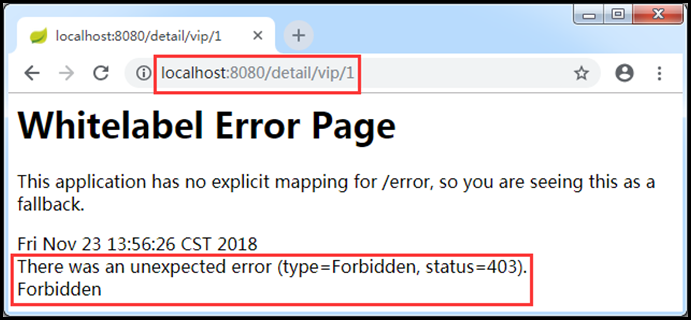 localhost:8080/detail/vip/1
localhost:8080/detail/vip/1
Whitelabel Error Page
This application has no explicit mapping for /error, so you are seeing this as a
fallback.
Fri Nov 23 13:56:26 CST 2018
There was an unexpected error (type=Forbidden, status=403).
Forbidden